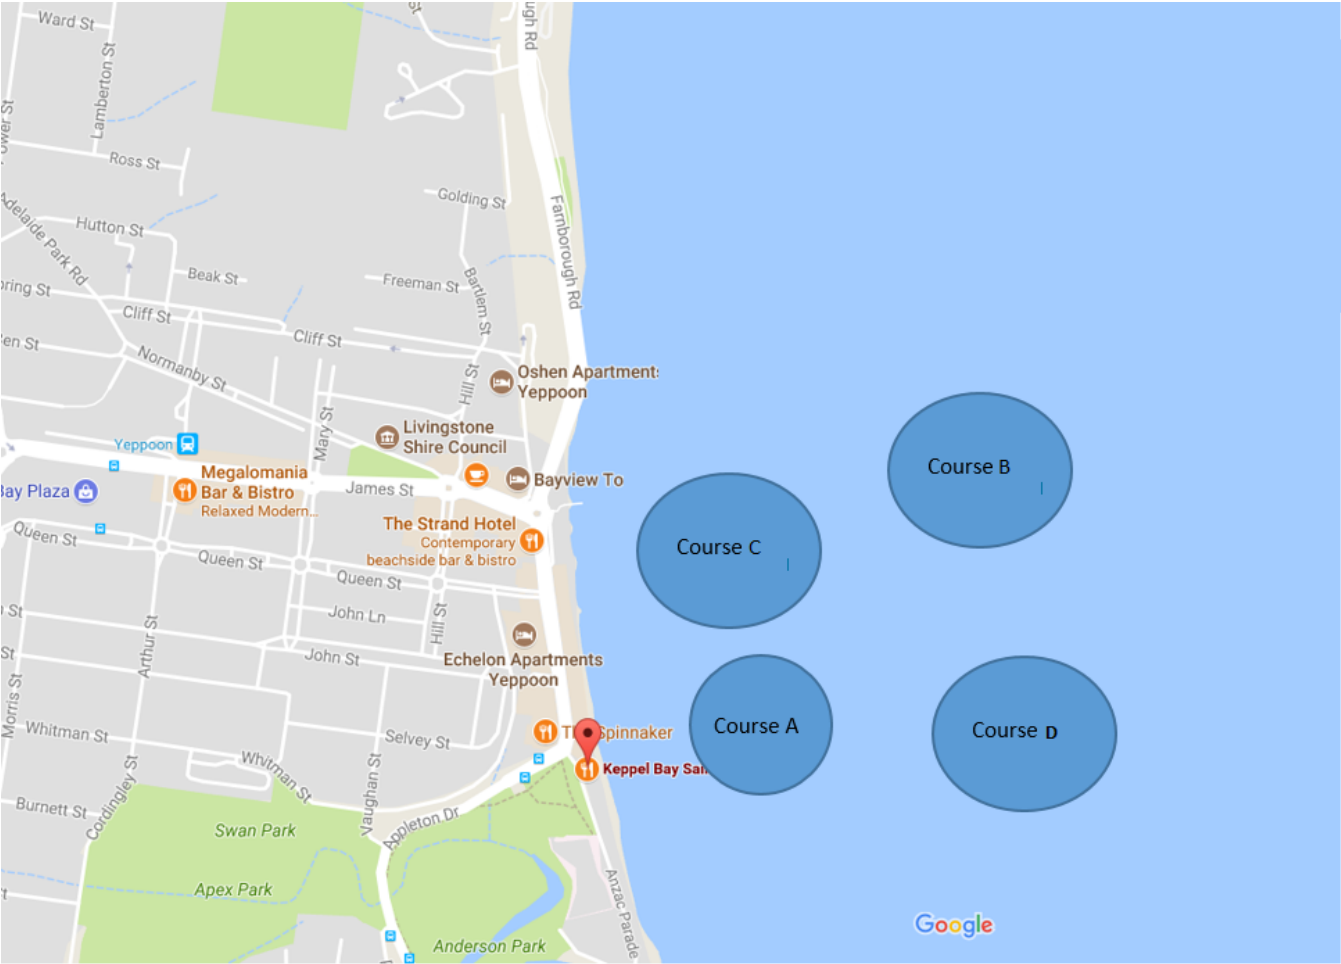 Ward St
Lamberton St
Ross St
Adelaide Park Rd
Hutton St
Beak St
Cliff St
Cliff St
Normanby St
Golding St
Freeman St
Bartlem St
Farnborough Rd
Hill St
Mary St
Oshen Apartment
Yeppoon
Livingstone
Shire Council
Yeppoon
Megalomania
Bar & Bistro
Relaxed Modern...
Bay Plaza
James St
Bayview To
The Strand Hotel
Contemporary
beachside bar & bistro
Queen St
Queen St
Queen St
John Ln
Hill St
John St
Arthur St
Echelon Apartments
Yeppoon
Morris St
Whitman St
Whitman St
Selvey St
Spinnaker
Keppel Bay Sail
Burnett St
Cordingley St
Vaughan St
Appleton Dr
Swan Park
Apex Park
Anderson Park
Anzac Parade
Course B
Course C
Course A
Course D
Google